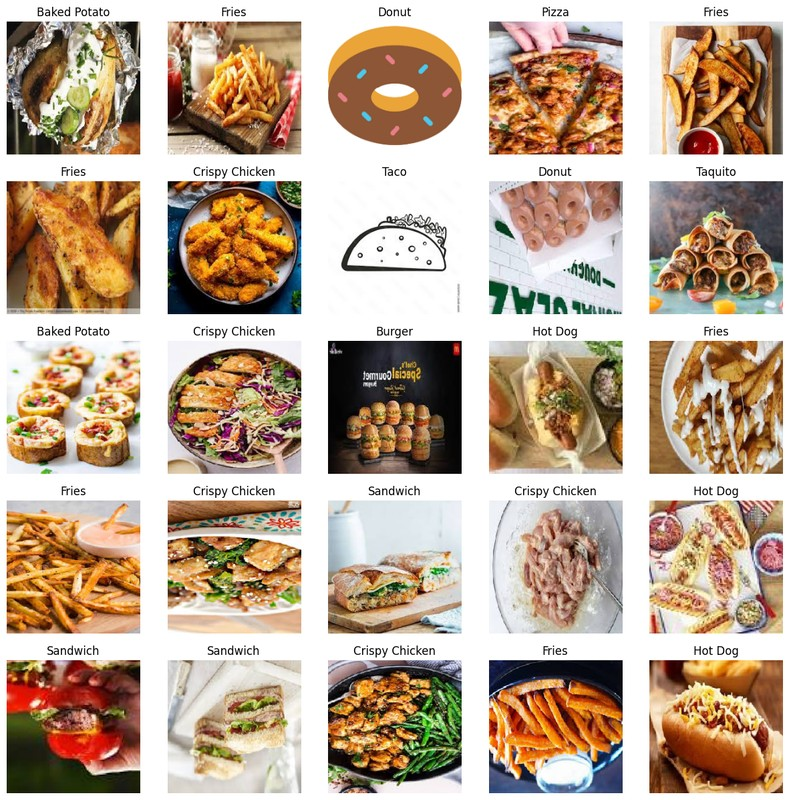 Baked Potato
Fries
Donut
Pizza
Fries
Fries
Crispy Chicken
Taco
Donut
Taquito
Baked Potato
Crispy Chicken
Burger
Hot Dog
Fries
Chef's
Special Gourmet
Fries
Crispy Chicken
Sandwich
Crispy Chicken
Hot Dog
Sandwich
Sandwich
Crispy Chicken
Fries
Hot Dog